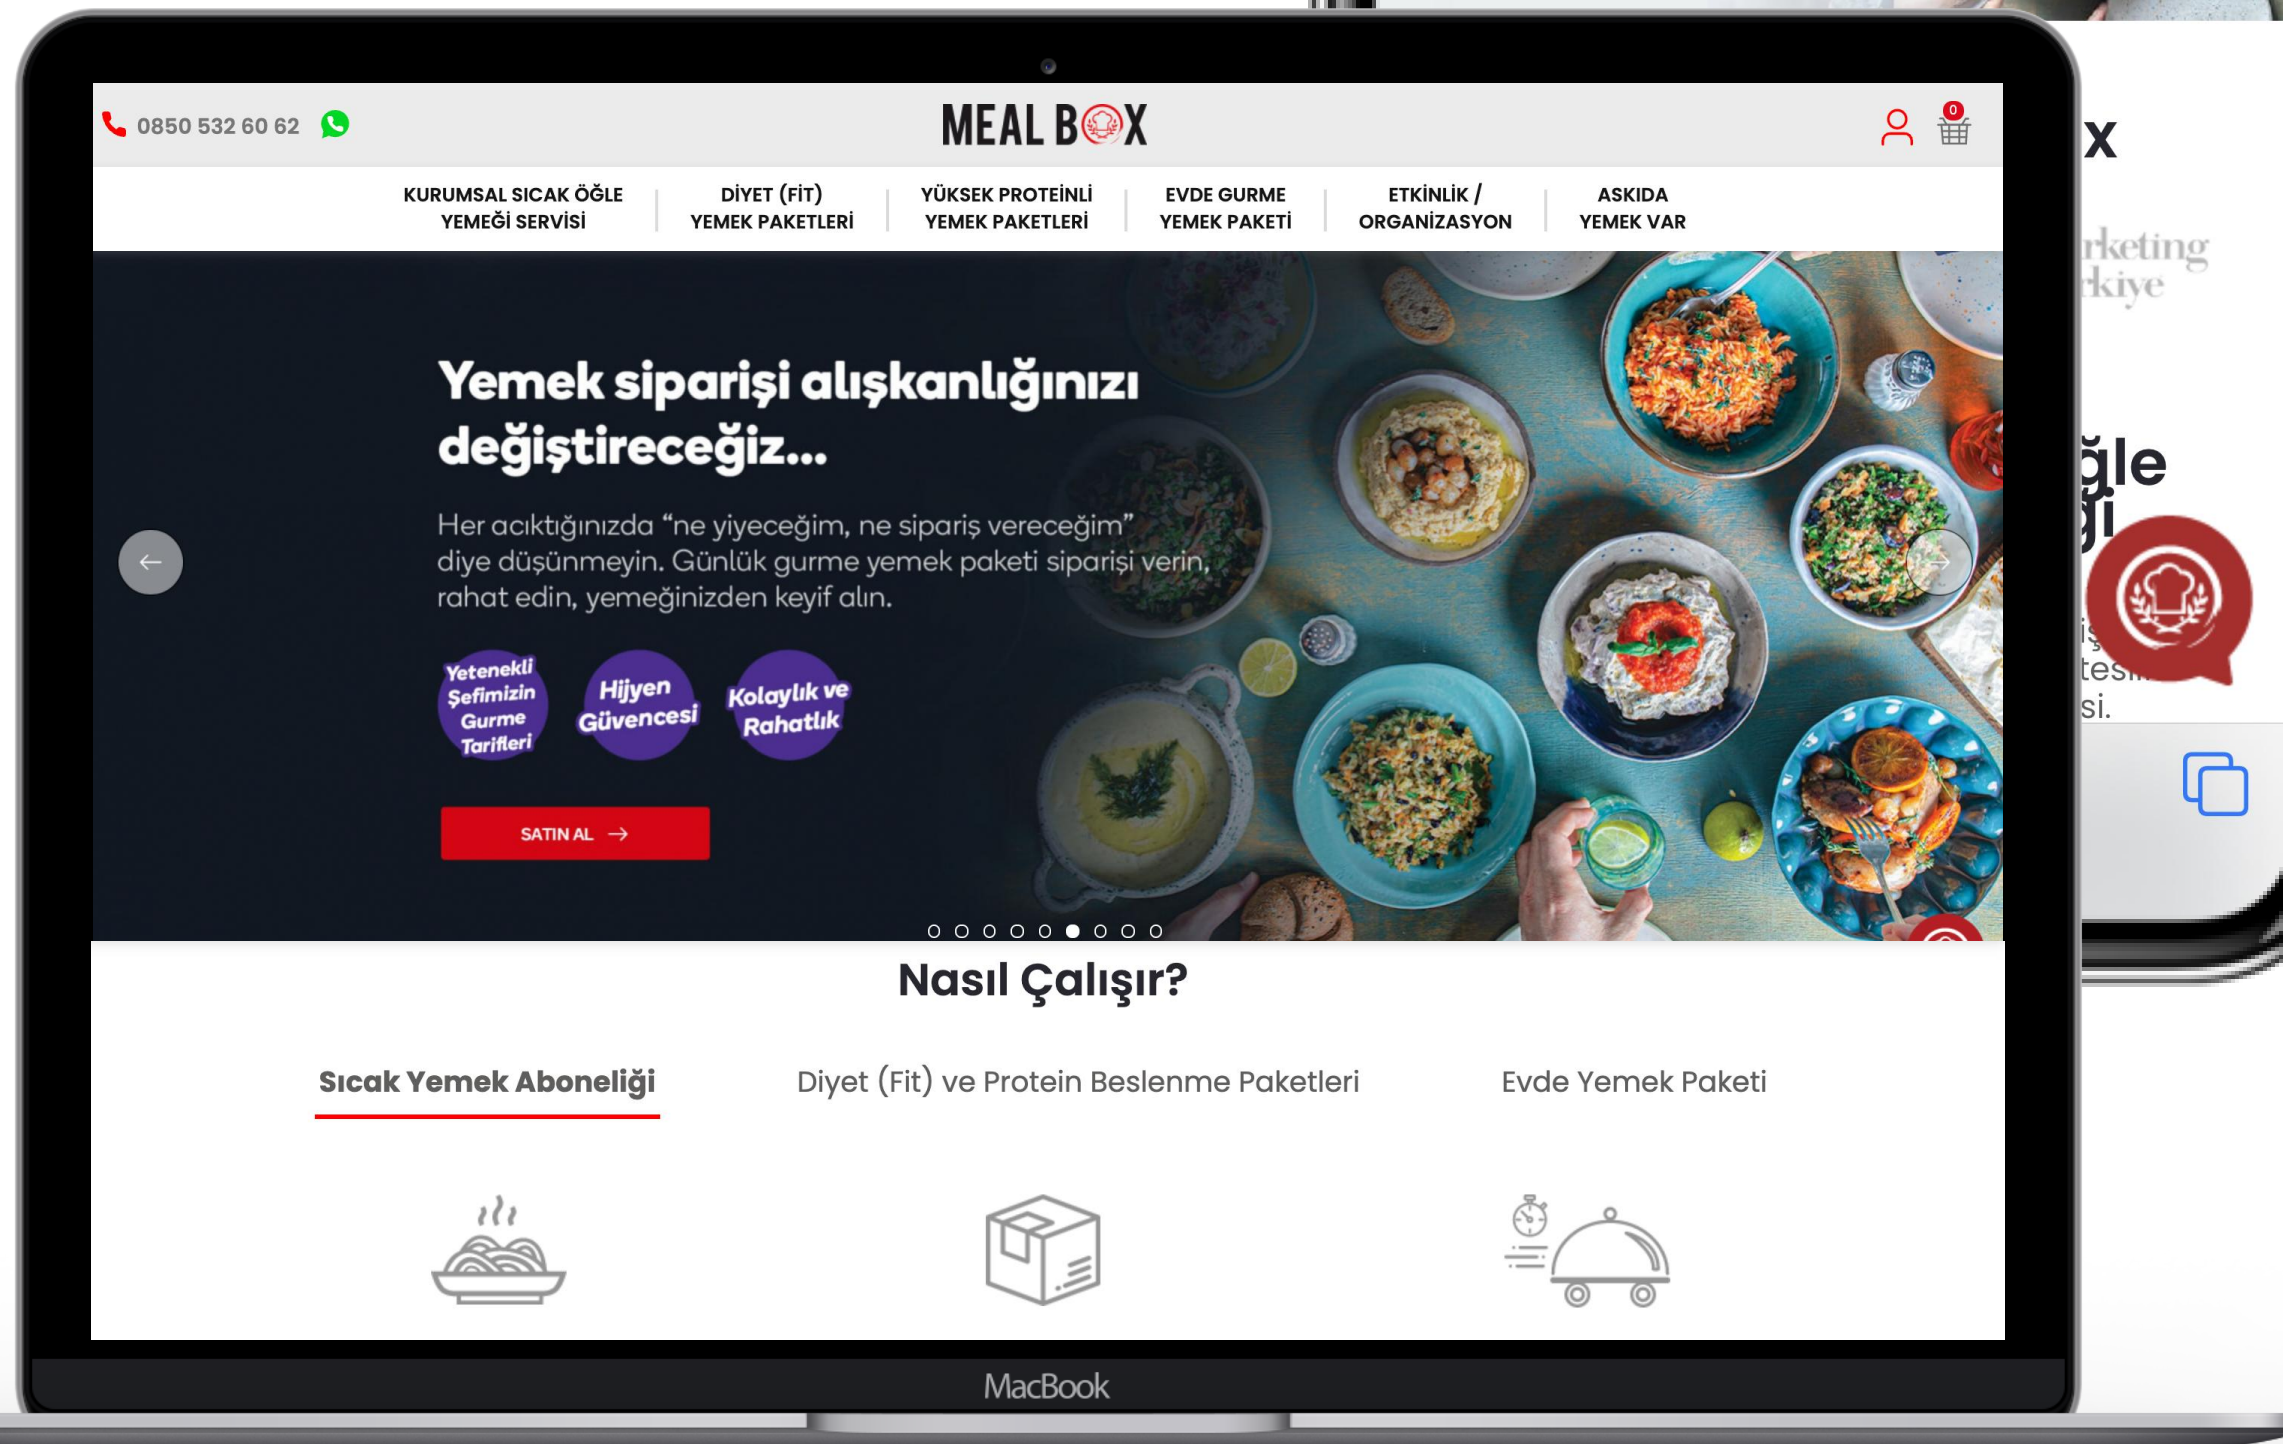 0850 532 60 62
MEAL BOX
0
KURUMSAL SICAK ÖĞLE
YEMEĞİ SERVİSİ
DİYET (FİT)
YEMEK PAKETLERİ
YÜKSEK PROTEİNLİ
YEMEK PAKETLERİ
EVDE GURME
YEMEK PAKETİ
ETKİNLİK /
ORGANİZASYON
ASKIDA
YEMEK VAR
Yemek siparişi alışkanlığınızı
değiştireceğiz...
Her acıktığınızda “ne yiyeceğim, ne sipariş vereceğim”
diye düşünmeyin. Günlük gurme yemek paketi siparişi verin,
rahat edin, yemeğinizden keyif alın.
Yetenekli
Şefimizin
Gurme
Tarifleri
Hijyen
Güvencesi
Kolaylık ve
Rahatlık
SATIN AL →
Nasıl Çalışır?
Sıcak Yemek Aboneliği
Diyet (Fit) ve Protein Beslenme Paketleri
Evde Yemek Paketi
MacBook
x
rketing
rkiye
ğle
ği
si.